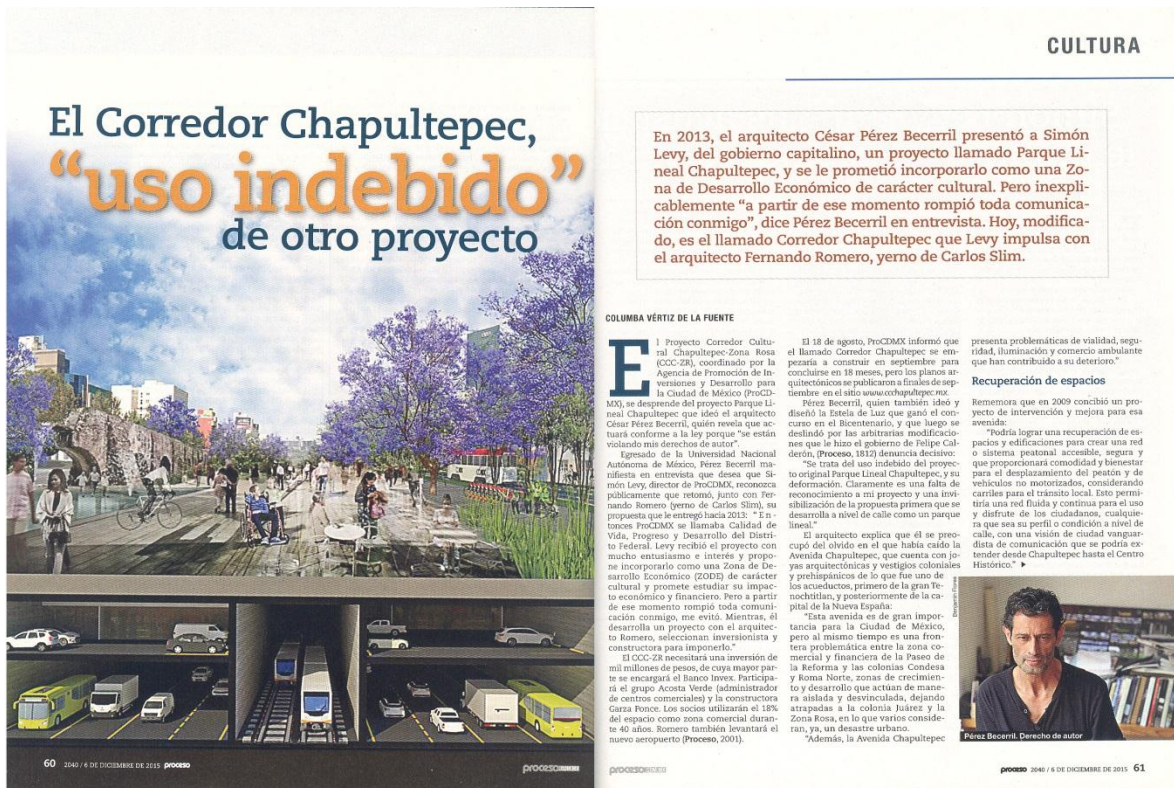 El Corredor Chapultepec,
“uso indebido”
de otro proyecto
60 2040 / 6 DE DICIEMBRE DE 2015 proceso
proceso
CULTURA
En 2013, el arquitecto César Pérez Becerril presentó a Simón
Levy, del gobierno capitalino, un proyecto llamado Parque Li-
neal Chapultepec, y se le prometió incorporarlo como una Zo-
na de Desarrollo Económico de carácter cultural. Pero inexpli-
cablemente “a partir de ese momento rompió toda comunica-
ción conmigo”, dice Pérez Becerril en entrevista. Hoy, modifica-
do, es el llamado Corredor Chapultepec que Levy impulsa con
el arquitecto Fernando Romero, yerno de Carlos Slim.
COLUMBA VÉRTIZ DE LA FUENTE
El Proyecto Corredor Cultu-
ral Chapultepec-Zona Rosa
(CCC-ZR), coordinado por la
Agencia de Promoción de In-
versiones y Desarrollo para
la Ciudad de México (ProCD-
MX), se desprende del proyecto Parque Li-
neal Chapultepec que ideó el arquitecto
César Pérez Becerril, quién revela que ac-
tuará conforme a la ley porque “se están
violando mis derechos de autor”.
Egresado de la Universidad Nacional
Autónoma de México, Pérez Becerril ma-
nifiesta en entrevista que desea que Si-
món Levy, director de ProCDMX, reconozca
públicamente que retomó, junto con Fer-
nando Romero (yerno de Carlos Slim), su
propuesta que le entregó hacia 2013: “En-
tonces ProCDMX se llamaba Calidad de
Vida, Progreso y Desarrollo del Distri-
to Federal. Levy recibió el proyecto con
mucho entusiasmo e interés y propo-
ne incorporarlo como una Zona de De-
sarrollo Económico (ZODE) de carácter
cultural y promete estudiar su impac-
to económico y financiero. Pero a partir
de ese momento rompió toda comuni-
cación conmigo, me evitó. Mientras, él
desarrolla un proyecto con el arquitec-
to Romero, seleccionan inversionista y
constructora para imponerlo.”
El CCC-ZR necesitará una inversión de
mil millones de pesos, de cuya mayor par-
te se encargará el Banco Invex. Participa-
rá el grupo Acosta Verde (administrador
de centros comerciales) y la constructora
Garza Ponce. Los socios utilizarán el 18%
del espacio como zona comercial duran-
te 40 años. Romero también levantará el
nuevo aeropuerto (Proceso, 2001).
El 18 de agosto, ProCDMX informó que
el llamado Corredor Chapultepec se em-
pezaría a construir en septiembre para
concluirse en 18 meses, pero los planos ar-
quitectónicos se publicaron a finales de sep-
tiembre en el sitio www.ccchapultepec.mx.
Pérez Becerril, quien también ideó y
diseñó la Estela de Luz que ganó el con-
curso en el Bicentenario, y que luego se
deslindó por las arbitrarias modificacio-
nes que le hizo el gobierno de Felipe Cal-
derón, (Proceso, 1812) denuncia decisivo:
“Se trata del uso indebido del proyec-
to original Parque Lineal Chapultepec, y su
deformación. Claramente es una falta de
reconocimiento a mi proyecto y una invi-
sibilización de la propuesta primera que se
desarrolla a nivel de calle como un parque
lineal.”
El arquitecto explica que él se preo-
cupó del olvido en el que había caído la
Avenida Chapultepec, que cuenta con jo-
yas arquitectónicas y vestigios coloniales
y prehispánicos de lo que fue uno de
los acueductos, primero de la gran Te-
nochtitlan, y posteriormente de la ca-
pital de la Nueva España:
“Esta avenida es de gran impor-
tancia para la Ciudad de México,
pero al mismo tiempo es una fron-
tera problemática entre la zona co-
mercial y financiera de la Paseo de
la Reforma y las colonias Condesa
y Roma Norte, zonas de crecimien-
to y desarrollo que actúan de mane-
ra aislada y desvinculada, dejando
atrapadas a la colonia Juárez y la
Zona Rosa, en lo que varios conside-
ran, ya, un desastre urbano.
“Además, la Avenida Chapultepec
presenta problemáticas de vialidad, segu-
ridad, iluminación y comercio ambulante
que han contribuido a su deterioro.”
Recuperación de espacios
Rememora que en 2009 concibió un pro-
yecto de intervención y mejora para esa
avenida:
“Podría lograr una recuperación de es-
pacios y edificaciones para crear una red
o sistema peatonal accesible, segura y
que proporcionará comodidad y bienestar
para el desplazamiento del peatón y de
vehículos no motorizados, considerando
carriles para el tránsito local. Esto permi-
tiría una red fluida y continua para el uso
y disfrute de los ciudadanos, cualquie-
ra que sea su perfil o condición a nivel de
calle, con una visión de ciudad vanguar-
dista de comunicación que se podría ex-
tender desde Chapultepec hasta el Centro
Histórico.”
Benjamin Flores
Pérez Becerril. Derecho de autor
proceso
proceso 2040 / 6 DE DICIEMBRE DE 2015 61